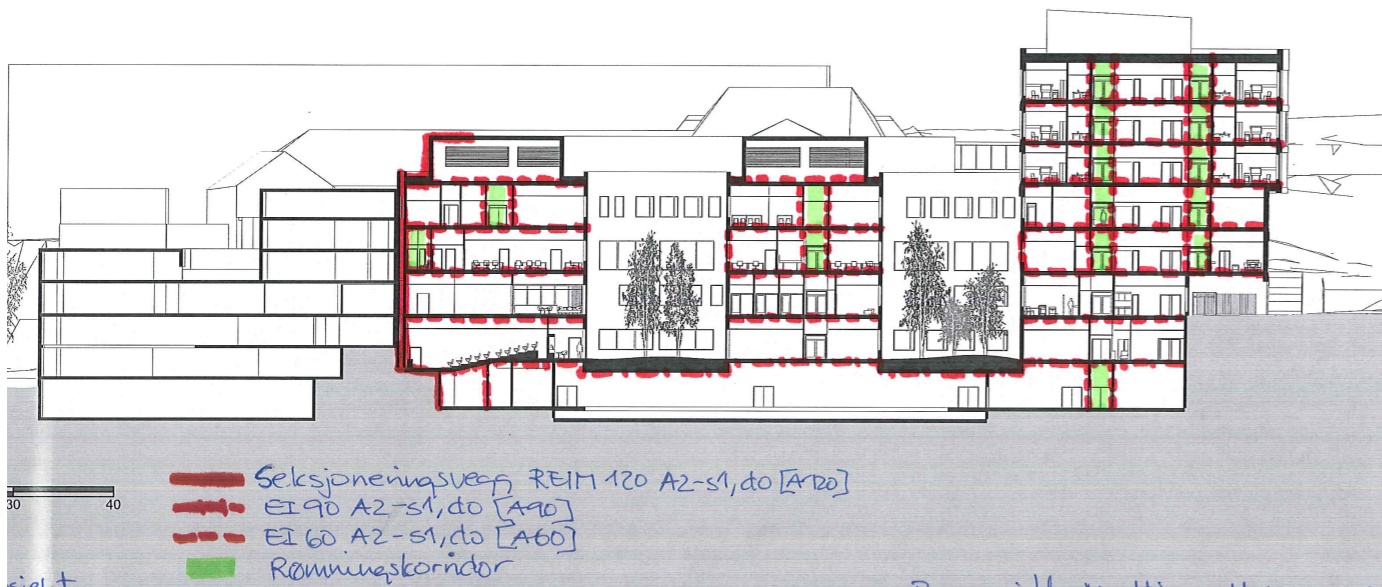 30 40
Seksjoneringsvegg REIM 120 A2-s1,d0 [A120]
EI 90 A2-s1,d0 [A90]
EI 60 A2-s1,d0 [A60]
Rømningskorridor